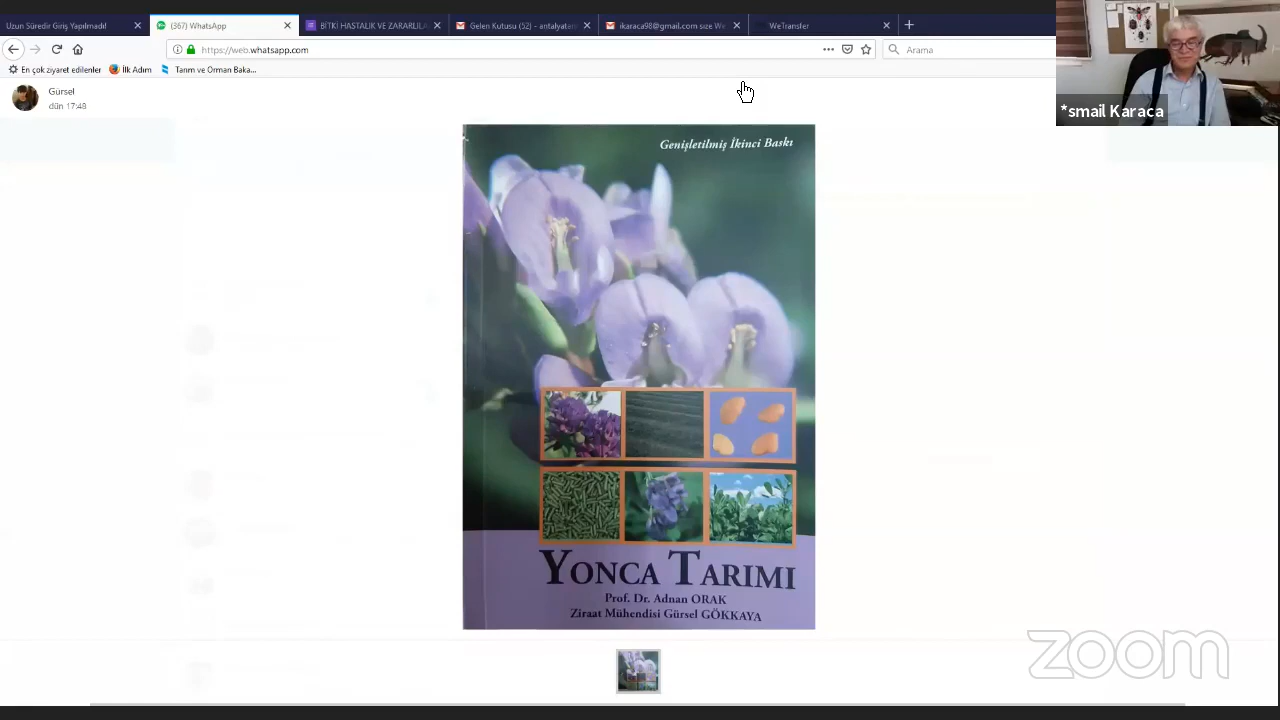 Uzun Süredir Giriş Yapılmadı!
(367) WhatsApp
BİTKİ HASTALIK VE ZARARLILA
Gelen Kutusu (52) - antalyatarı
ikaraca98@gmail.com size We
WeTransfer
https://web.whatsapp.com
Arama
En çok ziyaret edilenler
İlk Adım
Tarım ve Orman Baka...
Gürsel
dün 17:48
*smail Karaca
Genişletilmiş İkinci Baskı
YONCA TARIMI
Prof. Dr. Adnan ORAK
Ziraat Mühendisi Gürsel GÖKKAYA
zoom